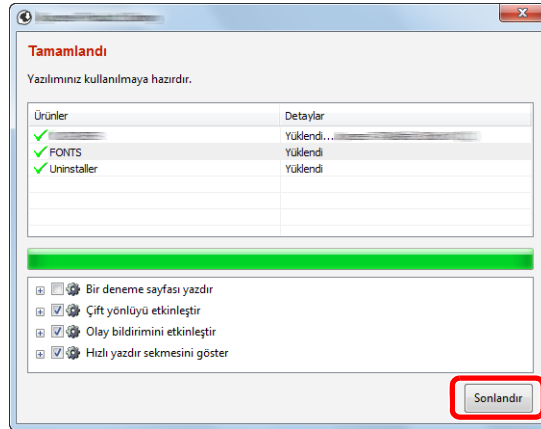 Tamamlandı
Yazılımınız kullanılmaya hazırdır.
Ürünler Detaylar
Yüklendi...
FONTS Yüklendi
Uninstaller Yüklendi
Bir deneme sayfası yazdır
Çift yönlüyü etkinleştir
Olay bildirimini etkinleştir
Hızlı yazdır sekmesini göster
Sonlandır